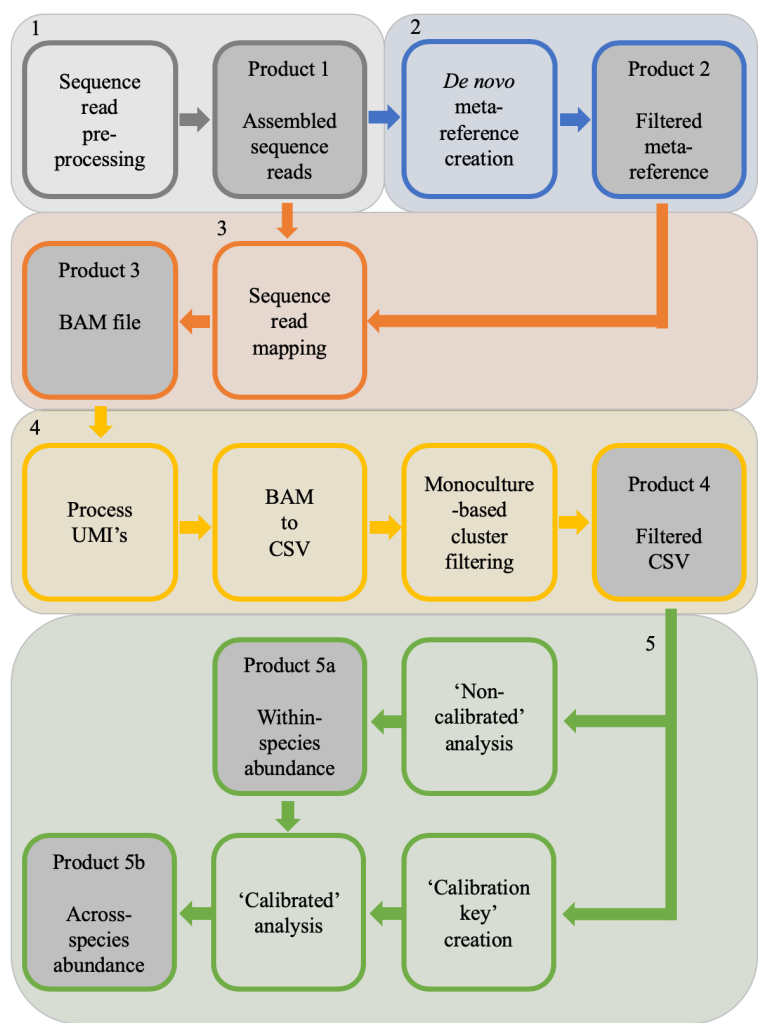 1
Sequence
read
pre-
processing
Product 1
Assembled
sequence
reads
2
De novo
meta-
reference
creation
Product 2
Filtered
meta-
reference
Product 3
BAM file
3
Sequence
read
mapping
4
Process
UMI’s
BAM
to
CSV
Monoculture
-based
cluster
filtering
Product 4
Filtered
CSV
5
Product 5a
Within-
species
abundance
‘Non-
calibrated’
analysis
Product 5b
Across-
species
abundance
‘Calibrated’
analysis
‘Calibration
key’
creation